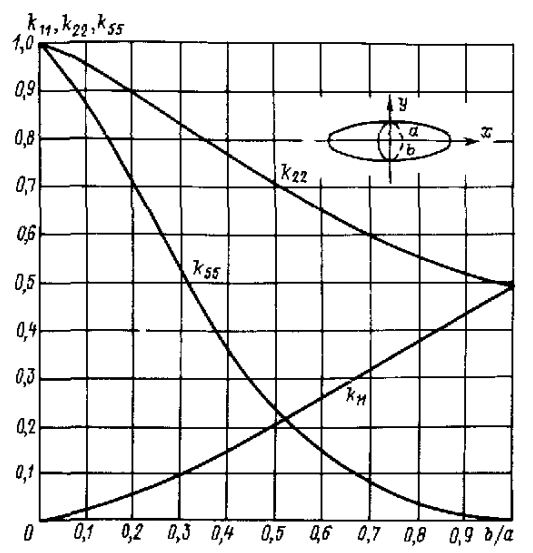 k₁₁, k₂₂, k₅₅
1,0
0,9
y
a
x
0,8
b
k₂₂
0,7
0,6
k₅₅
0,5
0,4
0,3
k₁₁
0,2
0,1
0 0,1 0,2 0,3 0,4 0,5 0,6 0,7 0,8 0,9 b/a